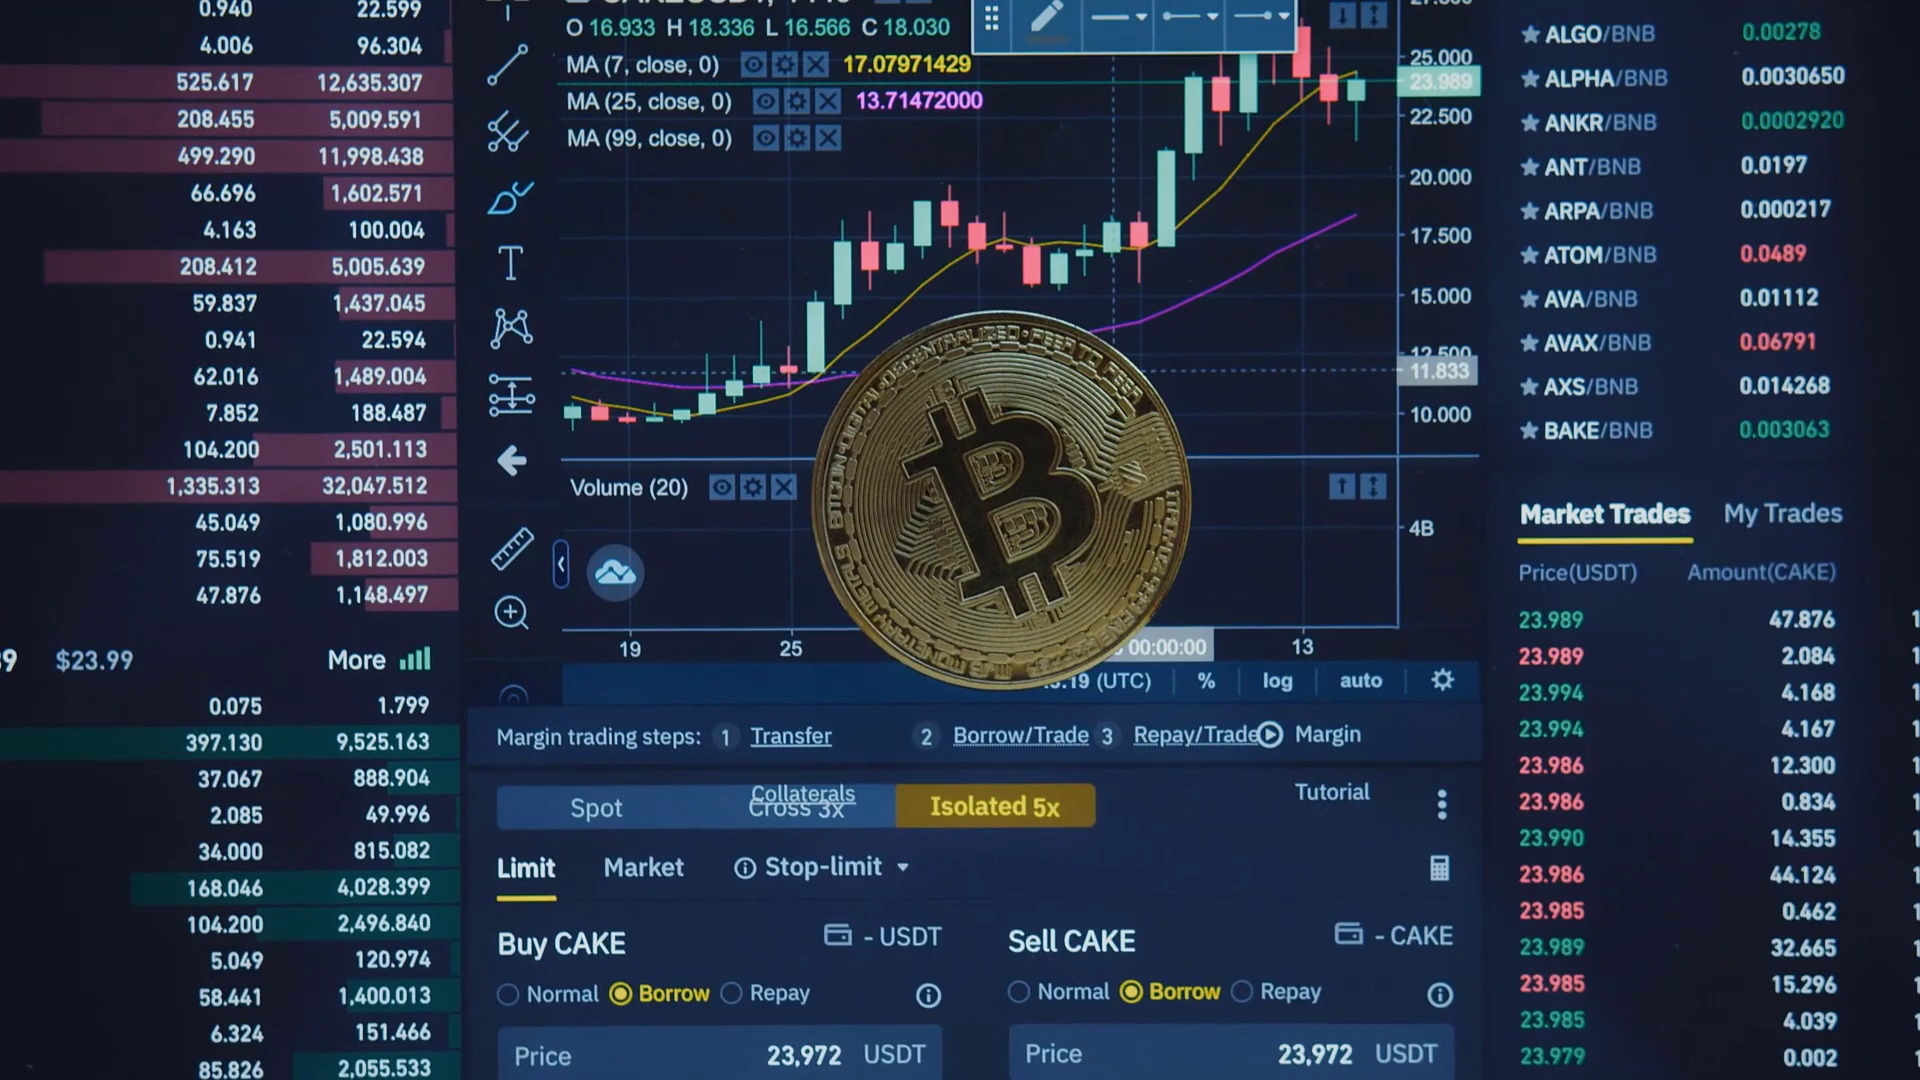 0.940 22.599
4.006 96.304
525.617 12,635.307
208.455 5,009.591
499.290 11,998.438
66.696 1,602.571
4.163 100.004
208.412 5,005.639
59.837 1,437.045
0.941 22.594
62.016 1,489.004
7.852 188.487
104.200 2,501.113
1,335.313 32,047.512
45.049 1,080.996
75.519 1,812.003
47.876 1,148.497
$23.99 More
0.075 1.799
397.130 9,525.163
37.067 888.904
2.085 49.996
34.000 815.082
168.046 4,028.399
104.200 2,496.840
5.049 120.974
58.441 1,400.013
6.324 151.466
85.826 2,055.533
O 16.933 H 18.336 L 16.566 C 18.030
MA (7, close, 0) 17.07971429
MA (25, close, 0) 13.71472000
MA (99, close, 0)
25.000
23.989
22.500
20.000
17.500
15.000
12.500
11.833
10.000
Volume (20)
4B
BITCOIN DIGITAL DECENTRALIZED PEER TO PEER
B
19 25 00:00:00 13
(UTC) % log auto
Margin trading steps: 1 Transfer 2 Borrow/Trade 3 Repay/Trade Margin
Tutorial
Collaterals
Spot Cross 3x Isolated 5x
Limit Market Stop-limit
Buy CAKE - USDT
Normal Borrow Repay
Price 23,972 USDT
Sell CAKE - CAKE
Normal Borrow Repay
Price 23,972 USDT
ALGO/BNB 0.00278
ALPHA/BNB 0.0030650
ANKR/BNB 0.0002920
ANT/BNB 0.0197
ARPA/BNB 0.000217
ATOM/BNB 0.0489
AVA/BNB 0.01112
AVAX/BNB 0.06791
AXS/BNB 0.014268
BAKE/BNB 0.003063
Market Trades My Trades
Price(USDT) Amount(CAKE)
23.989 47.876
23.989 2.084
23.994 4.168
23.994 4.167
23.986 12.300
23.986 0.834
23.990 14.355
23.986 44.124
23.985 0.462
23.989 32.665
23.985 15.296
23.985 4.039
23.979 0.002